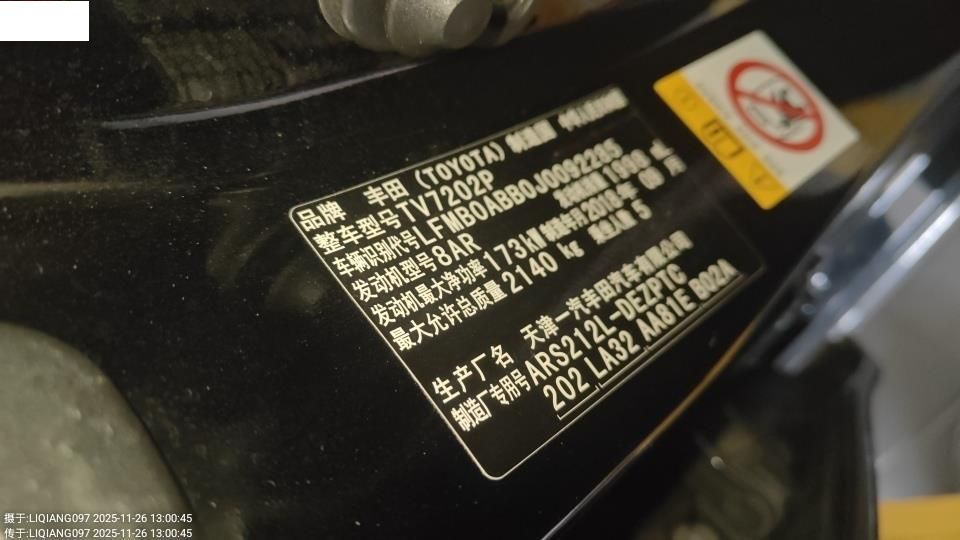 品牌 丰田 (TOYOTA) 制造国 中华人民共和国
整车型号 TV7202P
车辆识别代号 LFMB0ABB0J0092285
发动机型号 8AR 发动机排量 1998 mL
发动机最大净功率 173kW 制造年月 2018年 09 月
最大允许总质量 2140 kg 乘坐人数 5
生产厂名 天津一汽丰田汽车有限公司
制造厂专用号 ARS212L-DEZPTC
202 LA32 AA81E B02A
摄于:LIQIANG097 2025-11-26 13:00:45
传于:LIQIANG097 2025-11-26 13:00:45